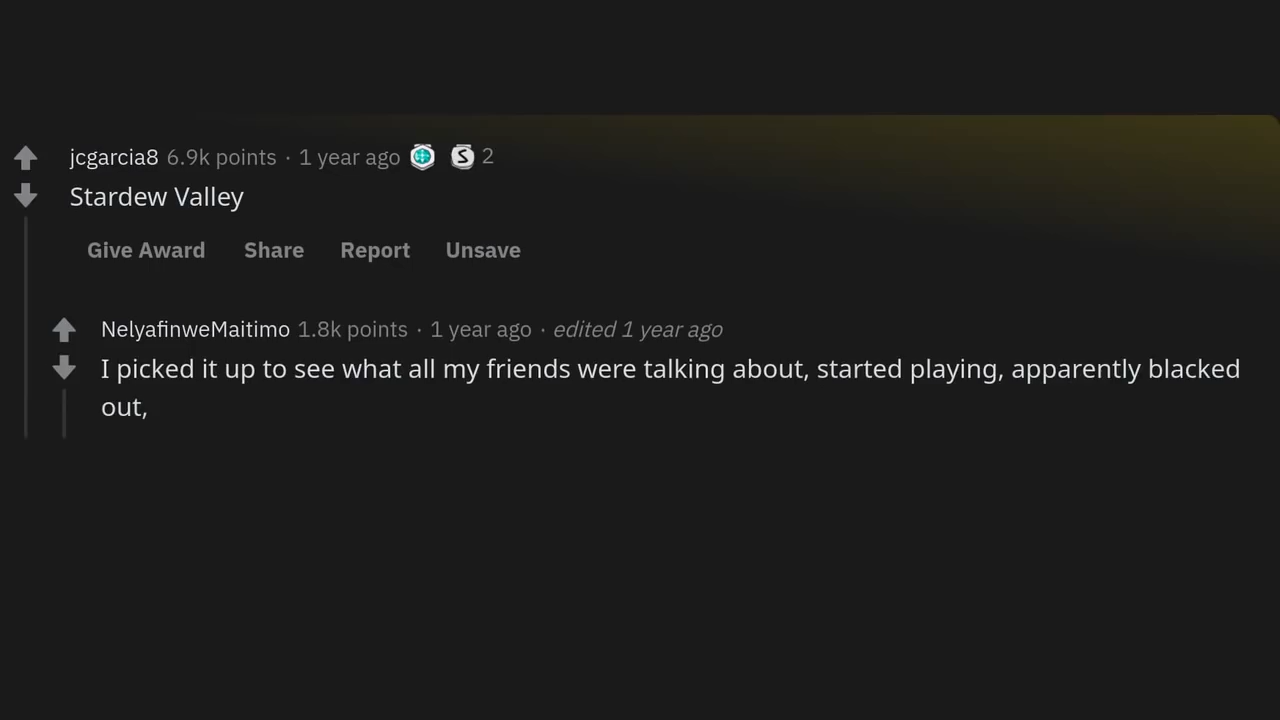 jcgarcia8 6.9k points · 1 year ago S 2
Stardew Valley
Give Award Share Report Unsave
NelyafinweMaitimo 1.8k points · 1 year ago · edited 1 year ago
I picked it up to see what all my friends were talking about, started playing, apparently blacked
out,